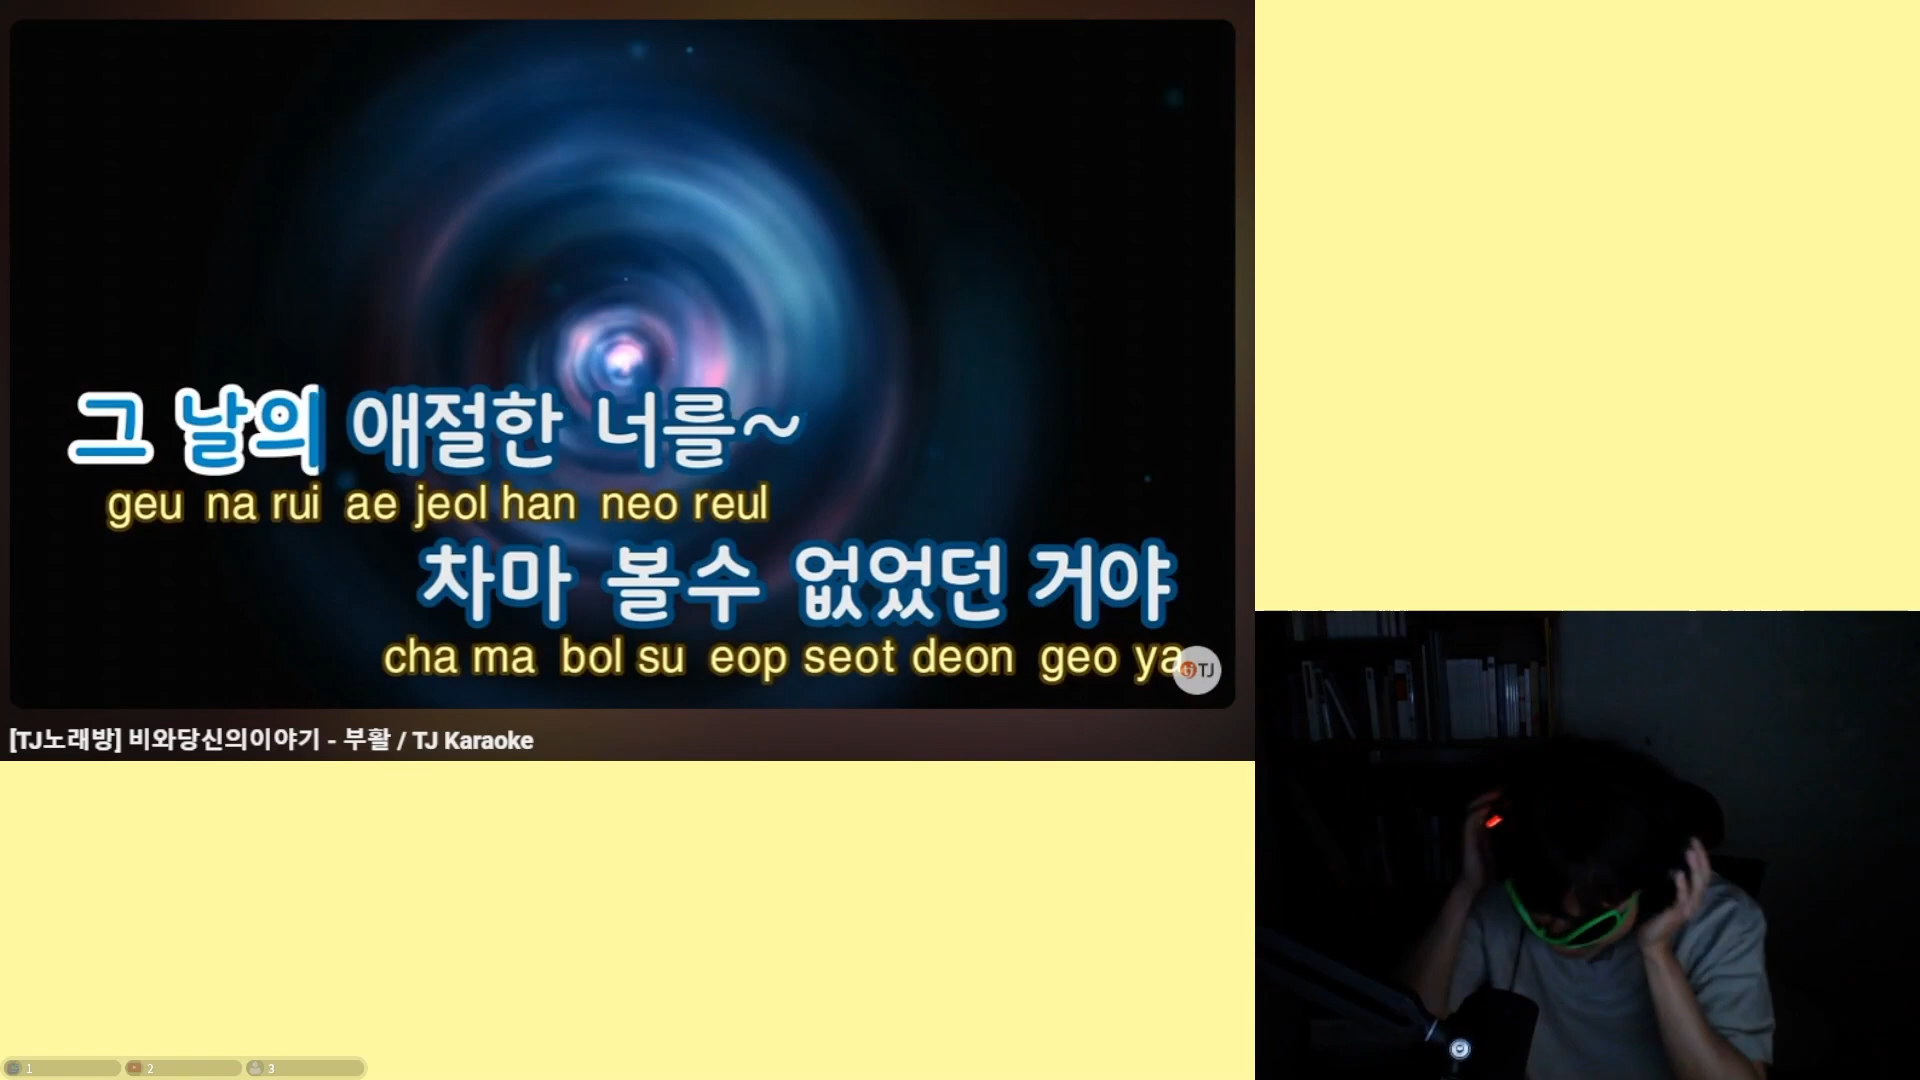 그 날의 애절한 너를~
geu na rui ae jeol han neo reul
차마 볼수 없었던 거야
cha ma bol su eop seot deon geo ya
TJ
[TJ노래방] 비와당신의이야기 - 부활 / TJ Karaoke
1 2 3